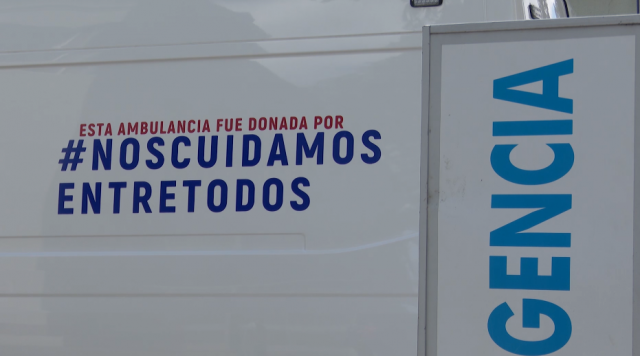 ESTA AMBULANCIA FUE DONADA POR
#NOSCUIDAMOS
ENTRETODOS
GENCIA